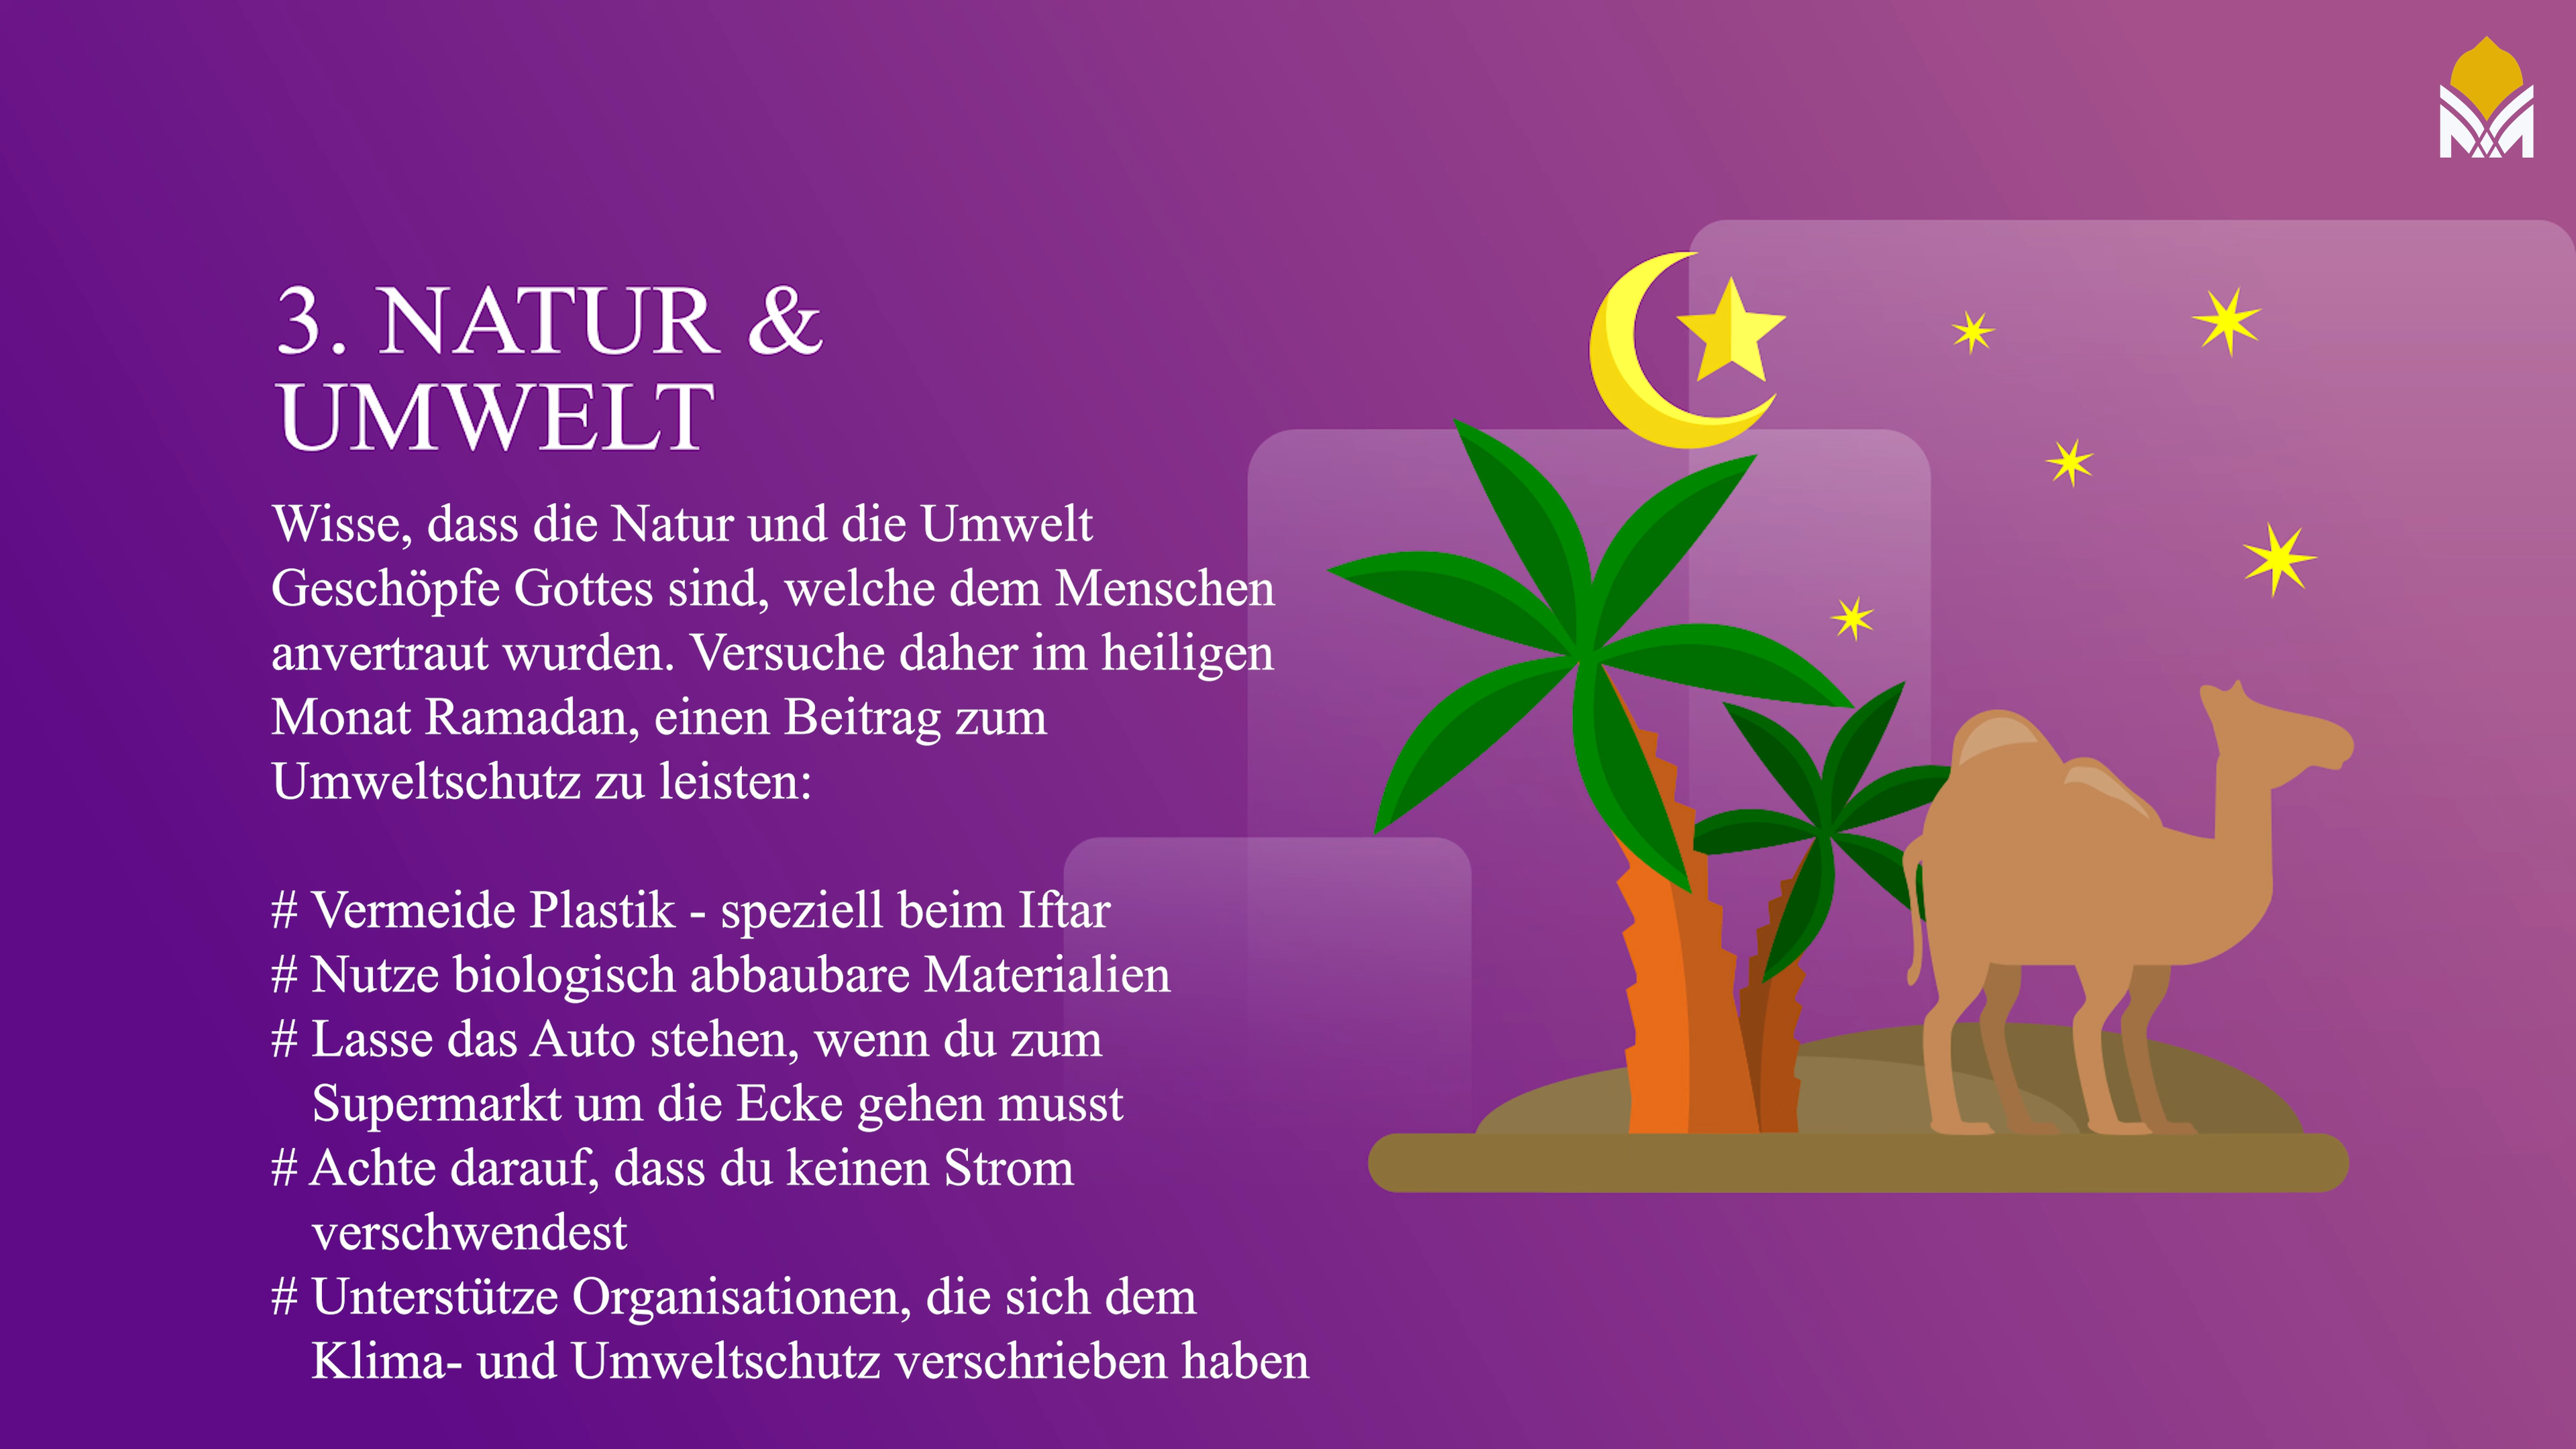 3. NATUR &
UMWELT
Wisse, dass die Natur und die Umwelt
Geschöpfe Gottes sind, welche dem Menschen
anvertraut wurden. Versuche daher im heiligen
Monat Ramadan, einen Beitrag zum
Umweltschutz zu leisten:
# Vermeide Plastik - speziell beim Iftar
# Nutze biologisch abbaubare Materialien
# Lasse das Auto stehen, wenn du zum
Supermarkt um die Ecke gehen musst
# Achte darauf, dass du keinen Strom
verschwendest
# Unterstütze Organisationen, die sich dem
Klima- und Umweltschutz verschrieben haben